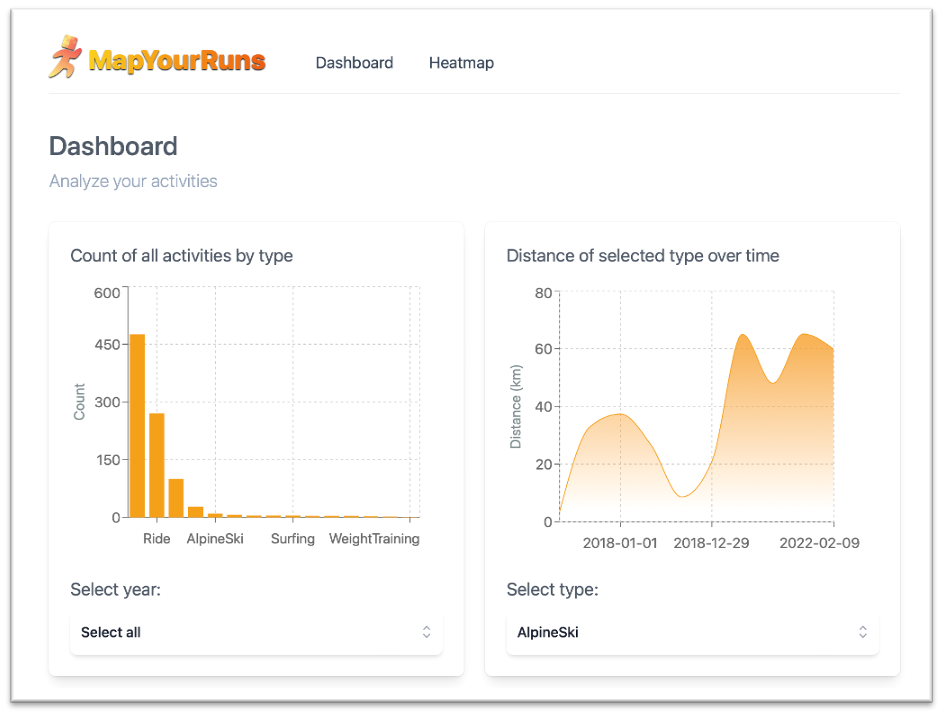 MapYourRuns
Dashboard
Heatmap
Dashboard
Analyze your activities
Count of all activities by type
600
450
300
150
0
Count
Ride
AlpineSki
Surfing
WeightTraining
Select year:
Select all
Distance of selected type over time
80
60
40
20
0
Distance (km)
2018-01-01
2018-12-29
2022-02-09
Select type:
AlpineSki